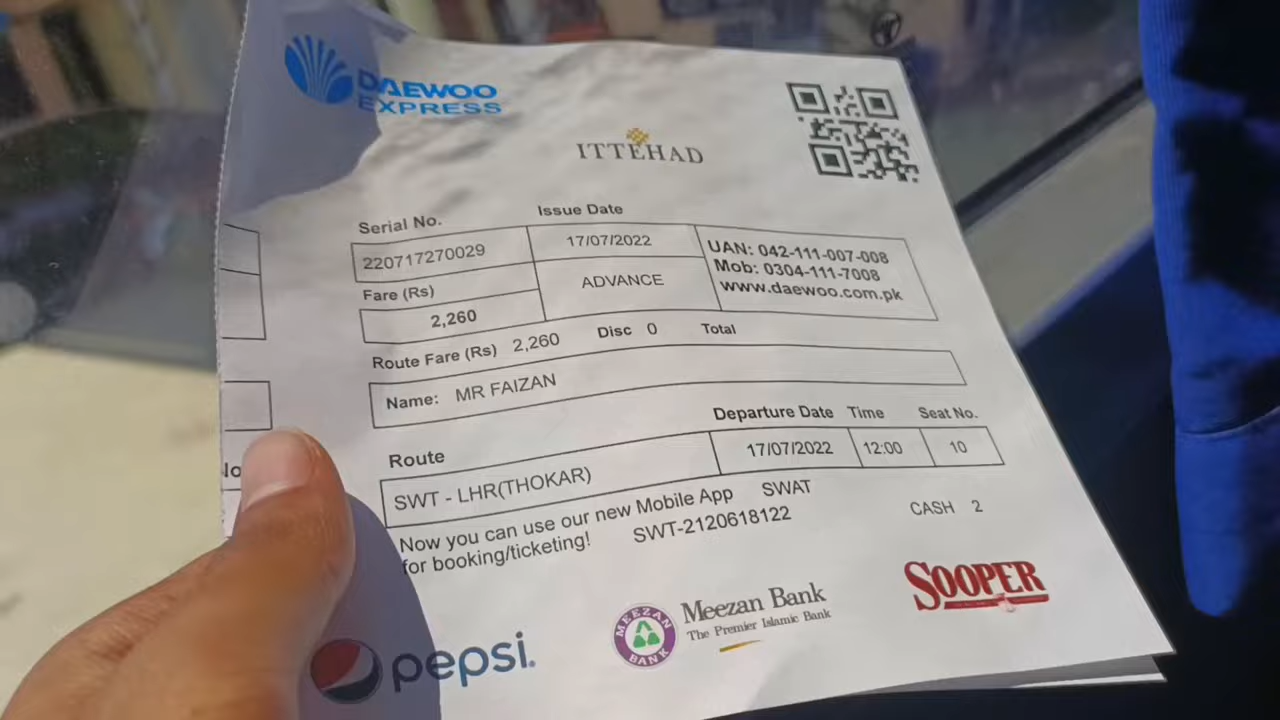 DAEWOO
EXPRESS
ITTEHAD
Serial No.
Issue Date
220717270029
17/07/2022
UAN: 042-111-007-008
Mob: 0304-111-7008
www.daewoo.com.pk
Fare (Rs)
ADVANCE
2,260
Route Fare (Rs) 2,260 Disc 0 Total
Name: MR FAIZAN
Route
Departure Date Time Seat No.
SWT - LHR(THOKAR)
17/07/2022 12:00 10
Now you can use our new Mobile App SWAT
for booking/ticketing! SWT-2120618122
CASH 2
pepsi.
MEEZAN
BANK
Meezan Bank
The Premier Islamic Bank
SOOPER